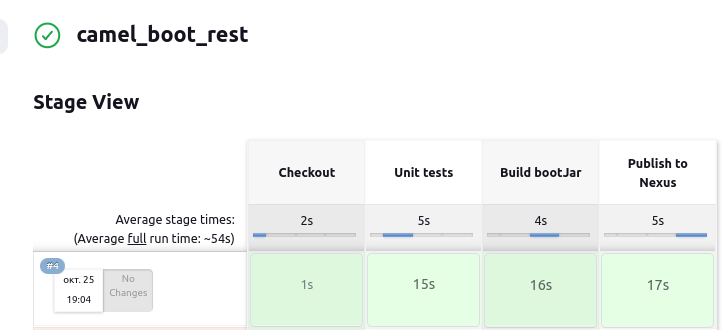 camel_boot_rest
Stage View
Checkout
Unit tests
Build bootJar
Publish to
Nexus
Average stage times:
(Average full run time: ~54s)
2s
5s
4s
5s
#4
окт. 25
19:04
No
Changes
1s
15s
16s
17s